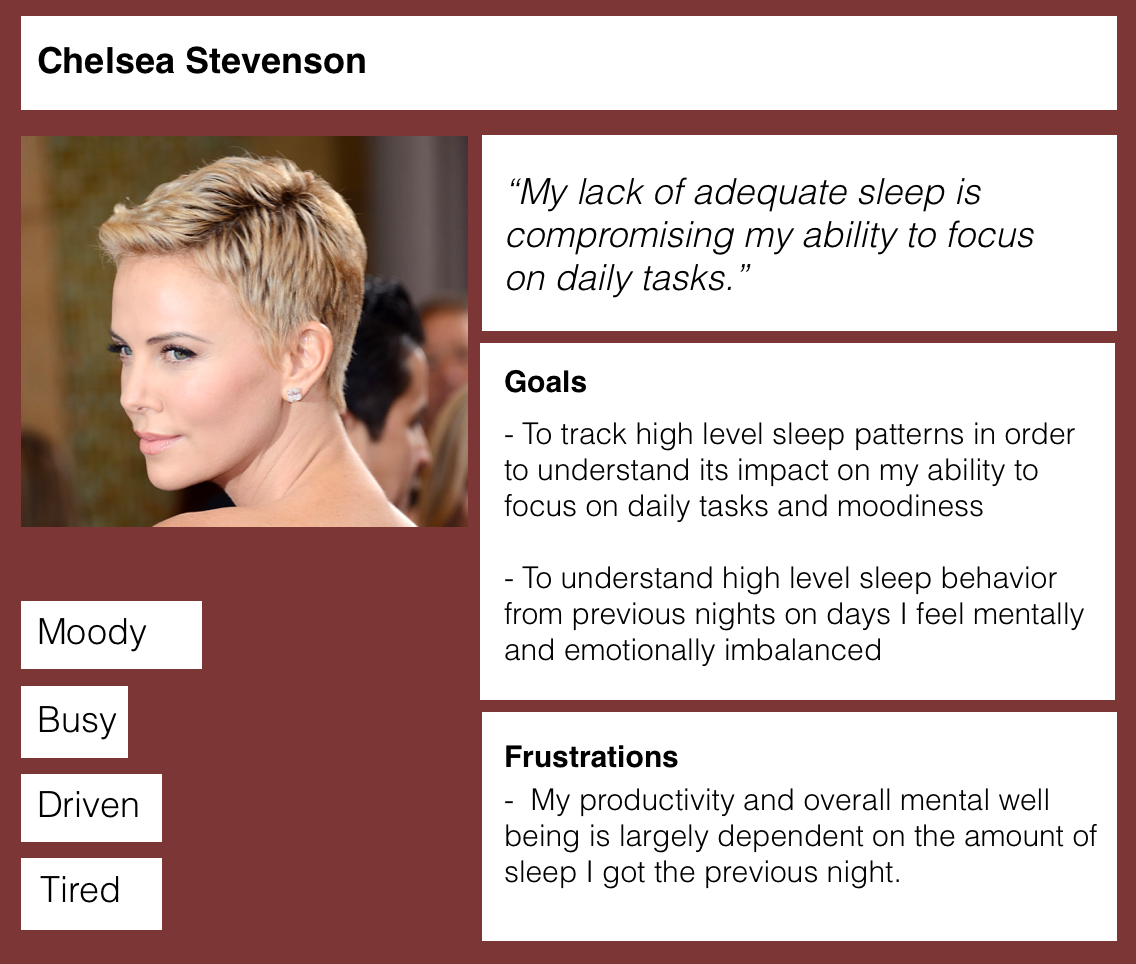 Chelsea Stevenson
“My lack of adequate sleep is
compromising my ability to focus
on daily tasks.”
Goals
- To track high level sleep patterns in order
to understand its impact on my ability to
focus on daily tasks and moodiness
- To understand high level sleep behavior
from previous nights on days I feel mentally
and emotionally imbalanced
Frustrations
-  My productivity and overall mental well
being is largely dependent on the amount of
sleep I got the previous night.
Moody
Busy
Driven
Tired